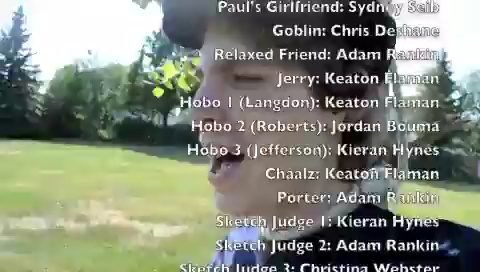 Paul's Girlfriend: Sydney Seib
Goblin: Chris Deshane
Relaxed Friend: Adam Rankin
Jerry: Keaton Flaman
Hobo 1 (Langdon): Keaton Flaman
Hobo 2 (Roberts): Jordan Bouma
Hobo 3 (Jefferson): Kieran Hynes
Chaalz: Keaton Flaman
Porter: Adam Rankin
Sketch Judge 1: Kieran Hynes
Sketch Judge 2: Adam Rankin
Sketch Judge 3: Christina Webster